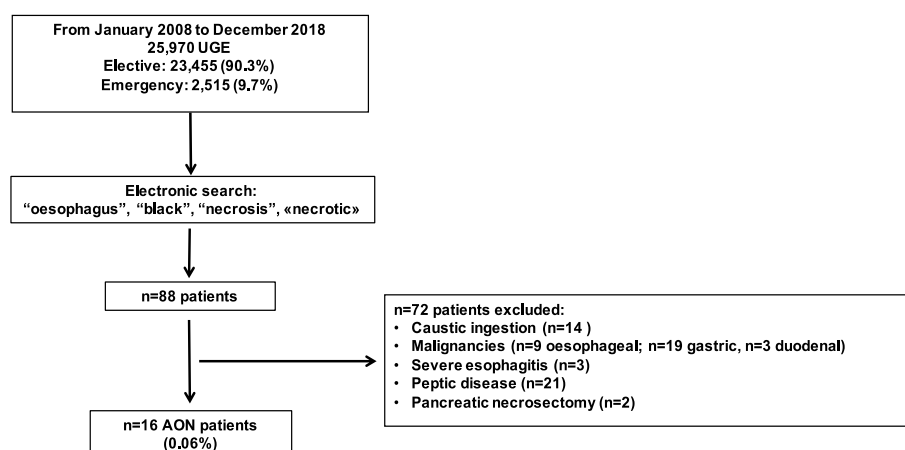 From January 2008 to December 2018
25,970 UGE
Elective: 23,455 (90.3%)
Emergency: 2,515 (9.7%)
Electronic search:
“oesophagus”, “black”, “necrosis”, «necrotic»
n=88 patients
n=72 patients excluded:
• Caustic ingestion (n=14 )
• Malignancies (n=9 oesophageal; n=19 gastric, n=3 duodenal)
• Severe esophagitis (n=3)
• Peptic disease (n=21)
• Pancreatic necrosectomy (n=2)
n=16 AON patients
(0.06%)